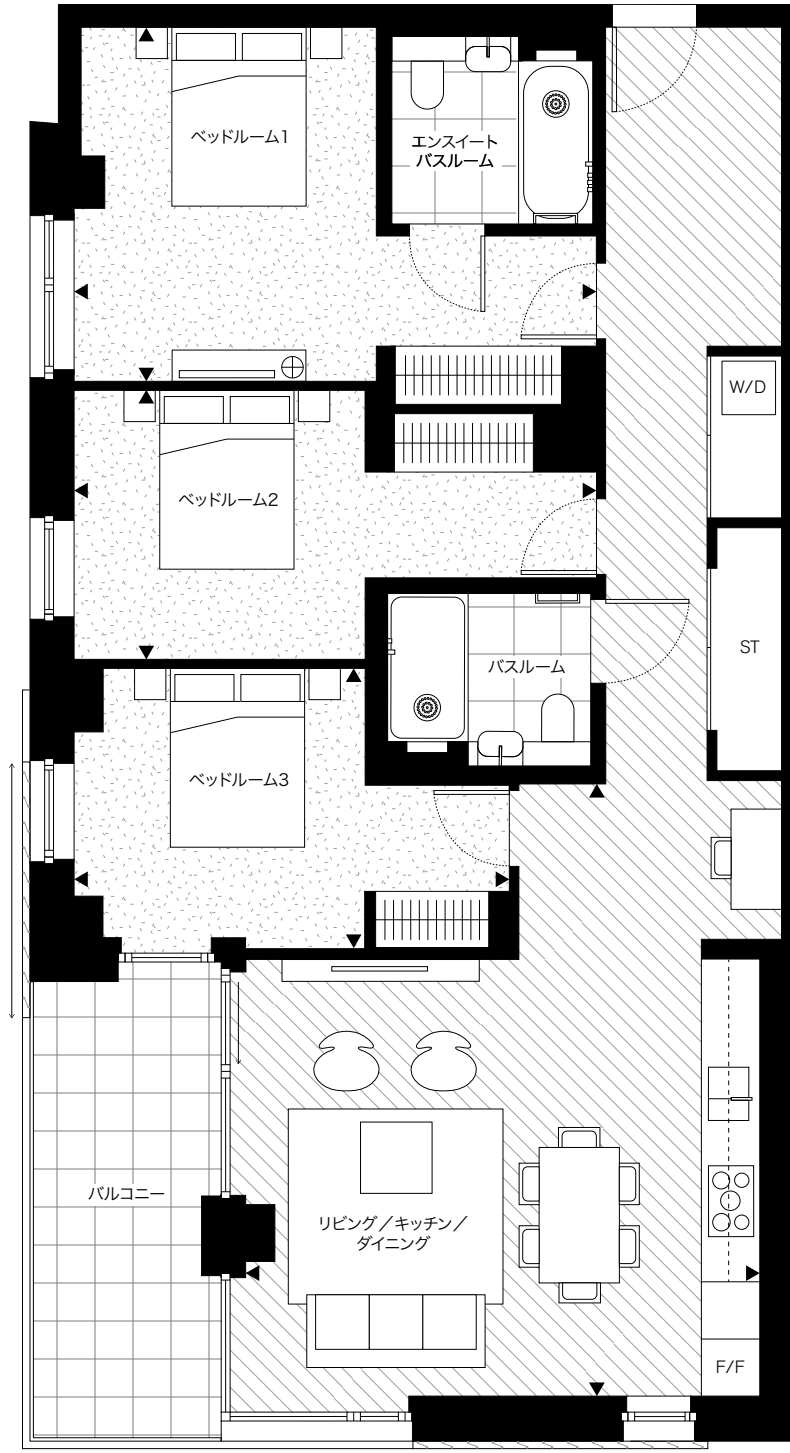 ベッドルーム1
エンスイート
バスルーム
W/D
ベッドルーム2
ST
バスルーム
ベッドルーム3
バルコニー
リビング／キッチン／
ダイニング
F/F